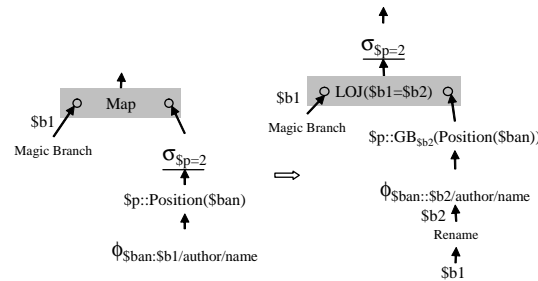 $b1
Map
Magic Branch
σ$p=2
$p::Position($ban)
ϕ$ban:$b1/author/name
⇨
σ$p=2
$b1
LOJ($b1=$b2)
Magic Branch
$p::GB$b2(Position($ban))
ϕ$ban::$b2/author/name
$b2
Rename
$b1